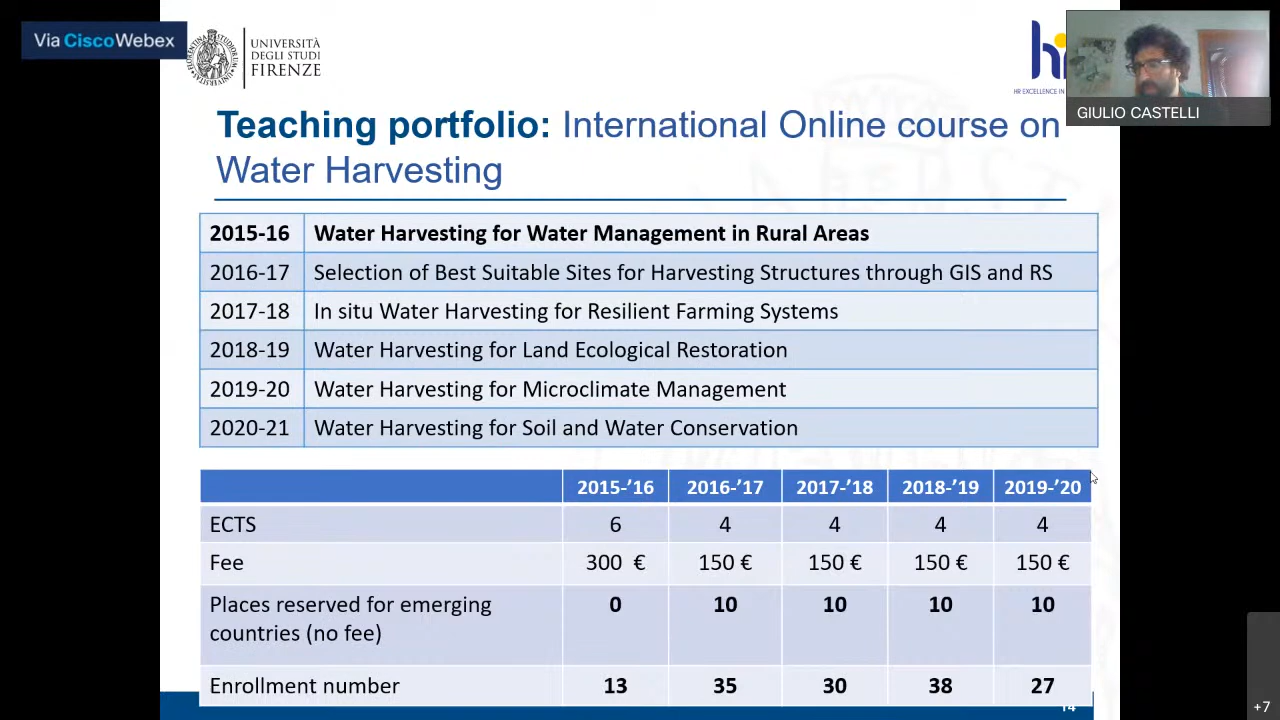 Via Cisco Webex
UNIVERSITÀ
DEGLI STUDI
FIRENZE
HR EXCELLENCE IN
GIULIO CASTELLI
Teaching portfolio: International Online course on
Water Harvesting
2015-16 Water Harvesting for Water Management in Rural Areas
2016-17 Selection of Best Suitable Sites for Harvesting Structures through GIS and RS
2017-18 In situ Water Harvesting for Resilient Farming Systems
2018-19 Water Harvesting for Land Ecological Restoration
2019-20 Water Harvesting for Microclimate Management
2020-21 Water Harvesting for Soil and Water Conservation
2015-'16 2016-'17 2017-'18 2018-'19 2019-'20
ECTS 6 4 4 4 4
Fee 300 € 150 € 150 € 150 € 150 €
Places reserved for emerging 0 10 10 10 10
countries (no fee)
Enrollment number 13 35 30 38 27
14
+7